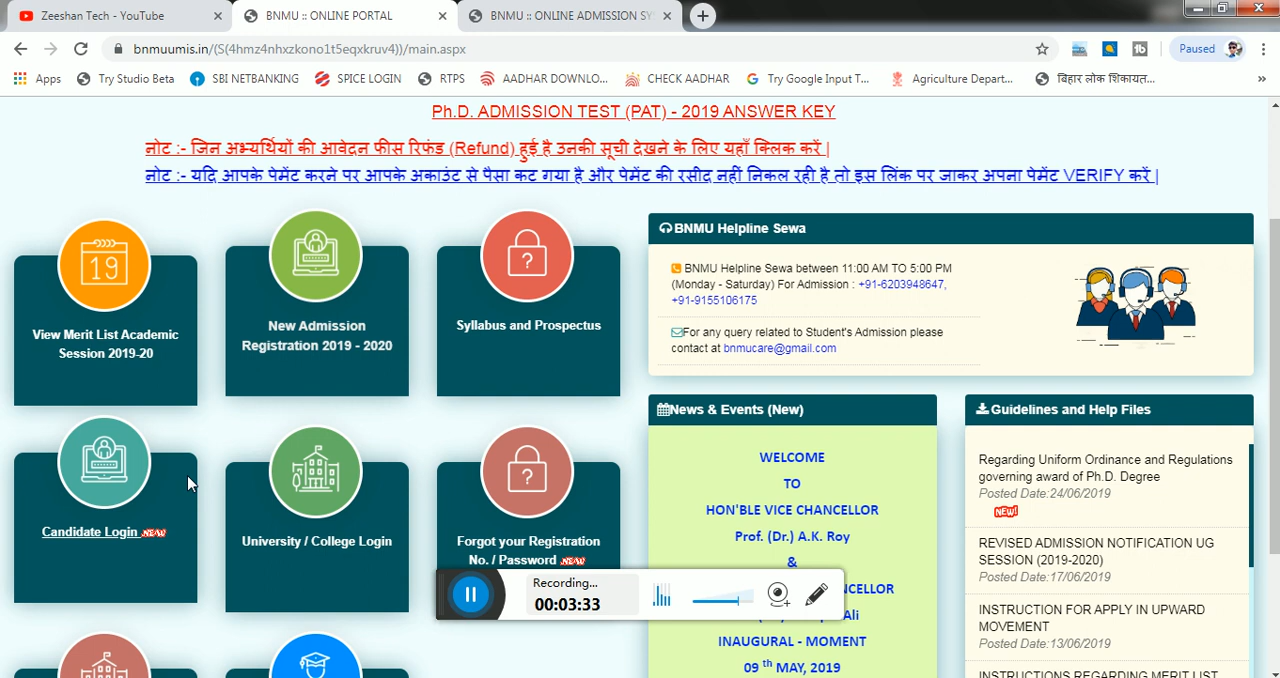 Zeeshan Tech - YouTube
BNMU :: ONLINE PORTAL
BNMU :: ONLINE ADMISSION SY
bnmuumis.in/(S(4hmz4nhxzkono1t5eqxkruv4))/main.aspx
Paused
Apps
Try Studio Beta
SBI NETBANKING
SPICE LOGIN
RTPS
AADHAR DOWNLO...
CHECK AADHAR
Try Google Input T...
Agriculture Depart...
बिहार लोक शिकायत...
Ph.D. ADMISSION TEST (PAT) - 2019 ANSWER KEY
नोट :- जिन अभ्यर्थियों की आवेदन फीस रिफंड (Refund) हुई है उनकी सूची देखने के लिए यहाँ क्लिक करें |
नोट :- यदि आपके पेमेंट करने पर आपके अकाउंट से पैसा कट गया है और पेमेंट की रसीद नहीं निकल रही है तो इस लिंक पर जाकर अपना पेमेंट VERIFY करें |
19
View Merit List Academic
Session 2019-20
New Admission
Registration 2019 - 2020
?
Syllabus and Prospectus
BNMU Helpline Sewa
BNMU Helpline Sewa between 11:00 AM TO 5:00 PM
(Monday - Saturday) For Admission : +91-6203948647,
+91-9155106175
For any query related to Student's Admission please
contact at bnmucare@gmail.com
Candidate Login NEW
University / College Login
?
Forgot your Registration
No. / Password NEW
News & Events (New)
WELCOME
TO
HON'BLE VICE CHANCELLOR
Prof. (Dr.) A.K. Roy
&
CELLOR
Ali
INAUGURAL - MOMENT
09 th MAY, 2019
Guidelines and Help Files
Regarding Uniform Ordinance and Regulations
governing award of Ph.D. Degree
Posted Date:24/06/2019
NEW!
REVISED ADMISSION NOTIFICATION UG
SESSION (2019-2020)
Posted Date:17/06/2019
INSTRUCTION FOR APPLY IN UPWARD
MOVEMENT
Posted Date:13/06/2019
INSTRUCTIONS REGARDING MERIT LIST
Recording...
00:03:33